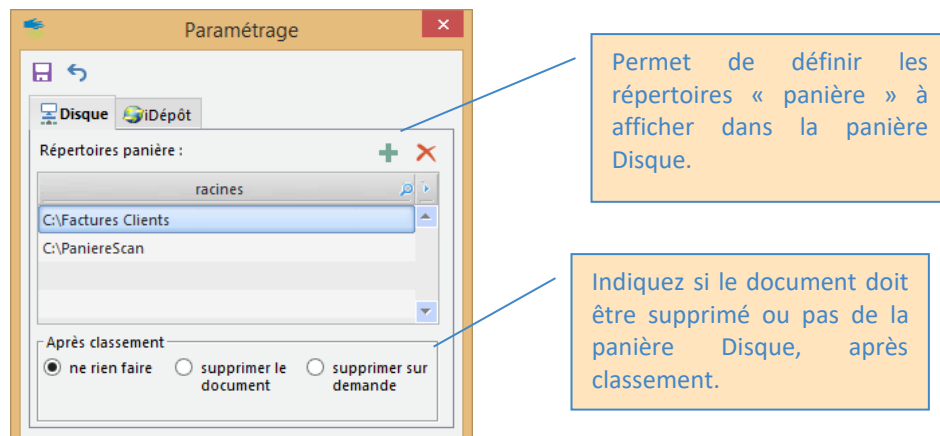 Paramétrage
Disque
iDépôt
Répertoires panière :
racines
C:\Factures Clients
C:\PaniereScan
Après classement
ne rien faire
supprimer le
document
supprimer sur
demande
Permet de définir les
répertoires « panière » à
afficher dans la panière
Disque.
Indiquez si le document doit
être supprimé ou pas de la
panière Disque, après
classement.